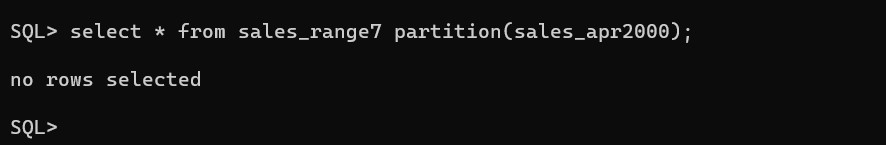 SQL> select * from sales_range7 partition(sales_apr2000);
no rows selected
SQL>